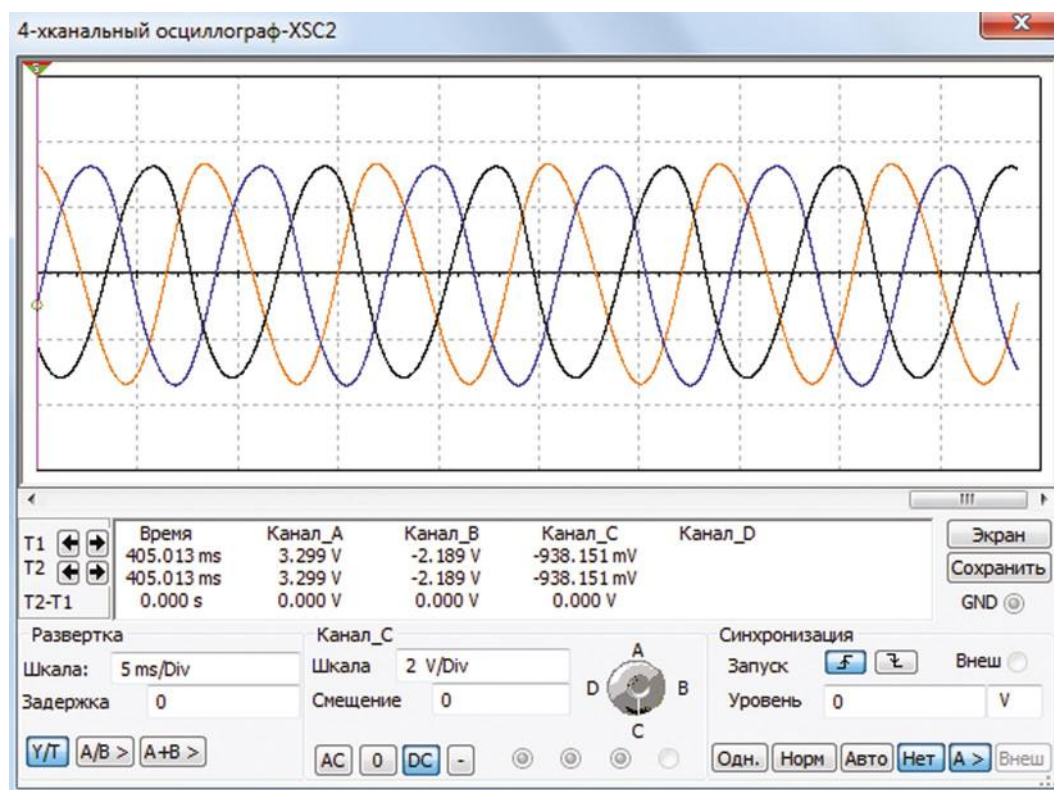 4-хканальный осциллограф-XSC2
Время Канал_A Канал_B Канал_C Канал_D
T1 405.013 ms 3.299 V -2.189 V -938.151 mV
T2 405.013 ms 3.299 V -2.189 V -938.151 mV
T2-T1 0.000 s 0.000 V 0.000 V 0.000 V
Экран
Сохранить
GND
Развертка
Шкала: 5 ms/Div
Задержка 0
Y/T A/B > A+B >
Канал_C
Шкала 2 V/Div
Смещение 0
AC 0 DC -
A
D B
C
Синхронизация
Запуск Внеш
Уровень 0 V
Одн. Норм Авто Нет A > Внеш